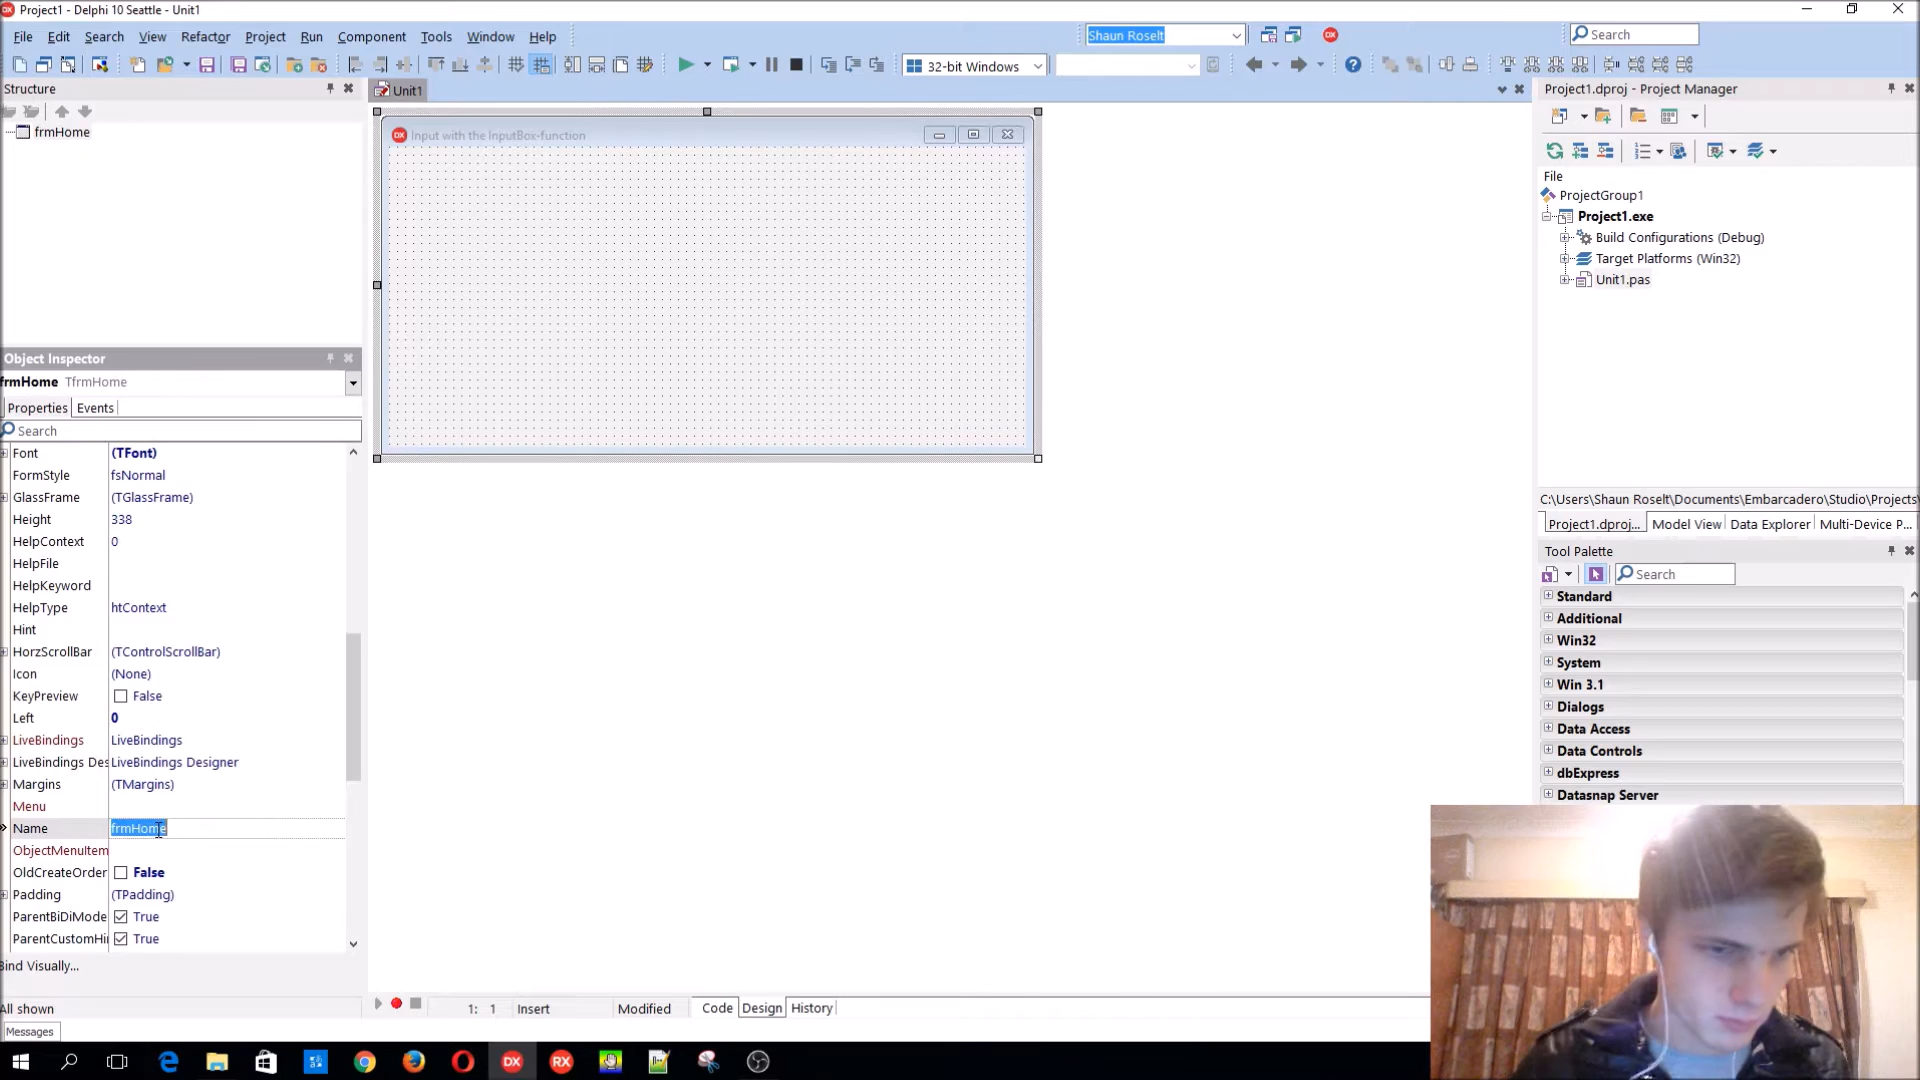 Project1 - Delphi 10 Seattle - Unit1
File Edit Search View Refactor Project Run Component Tools Window Help
Shaun Roselt
Search
32-bit Windows
Structure
Unit1
Project1.dproj - Project Manager
frmHome
Input with the InputBox-function
File
ProjectGroup1
Project1.exe
Build Configurations (Debug)
Target Platforms (Win32)
Unit1.pas
Object Inspector
frmHome TfrmHome
Properties Events
Search
Font (TFont)
FormStyle fsNormal
GlassFrame (TGlassFrame)
Height 338
HelpContext 0
HelpFile
HelpKeyword
HelpType htContext
Hint
HorzScrollBar (TControlScrollBar)
Icon (None)
KeyPreview False
Left 0
LiveBindings LiveBindings
LiveBindings Des LiveBindings Designer
Margins (TMargins)
Menu
Name frmHome
ObjectMenuItem
OldCreateOrder False
Padding (TPadding)
ParentBiDiMode True
ParentCustomHi True
Bind Visually...
All shown
Messages
C:\Users\Shaun Roselt\Documents\Embarcadero\Studio\Projects\
Project1.dproj... Model View Data Explorer Multi-Device P...
Tool Palette
Search
Standard
Additional
Win32
System
Win 3.1
Dialogs
Data Access
Data Controls
dbExpress
Datasnap Server
1: 1 Insert Modified Code Design History